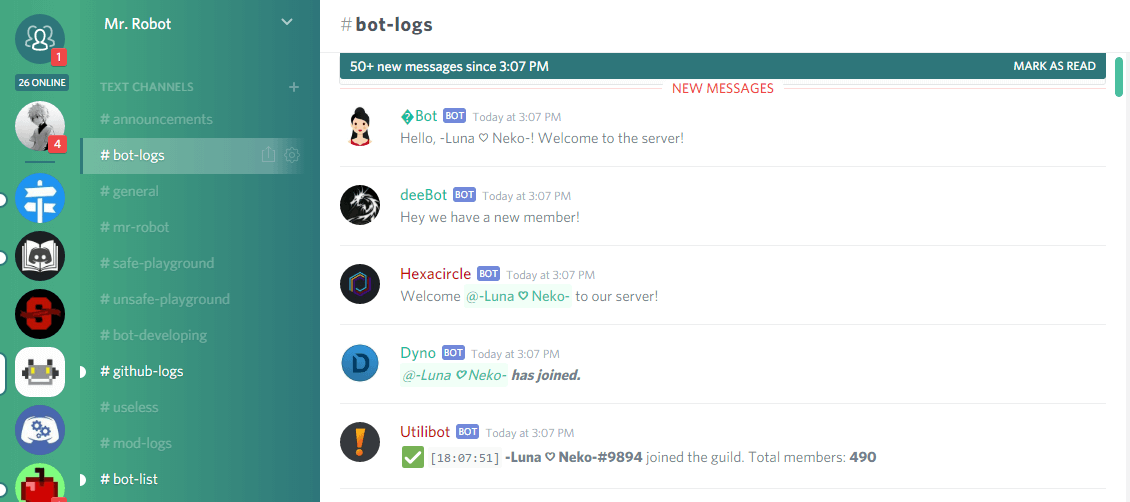 1
26 ONLINE
4
Mr. Robot
TEXT CHANNELS +
# announcements
# bot-logs
# general
# mr-robot
# safe-playground
# unsafe-playground
# bot-developing
# github-logs
# useless
# mod-logs
# bot-list
#bot-logs
50+ new messages since 3:07 PM MARK AS READ
NEW MESSAGES
�Bot BOT Today at 3:07 PM
Hello, -Luna ♡ Neko-! Welcome to the server!
deeBot BOT Today at 3:07 PM
Hey we have a new member!
Hexacircle BOT Today at 3:07 PM
Welcome @-Luna ♡ Neko- to our server!
Dyno BOT Today at 3:07 PM
@-Luna ♡ Neko- has joined.
Utilibot BOT Today at 3:07 PM
✅ [18:07:51] -Luna ♡ Neko-#9894 joined the guild. Total members: 490